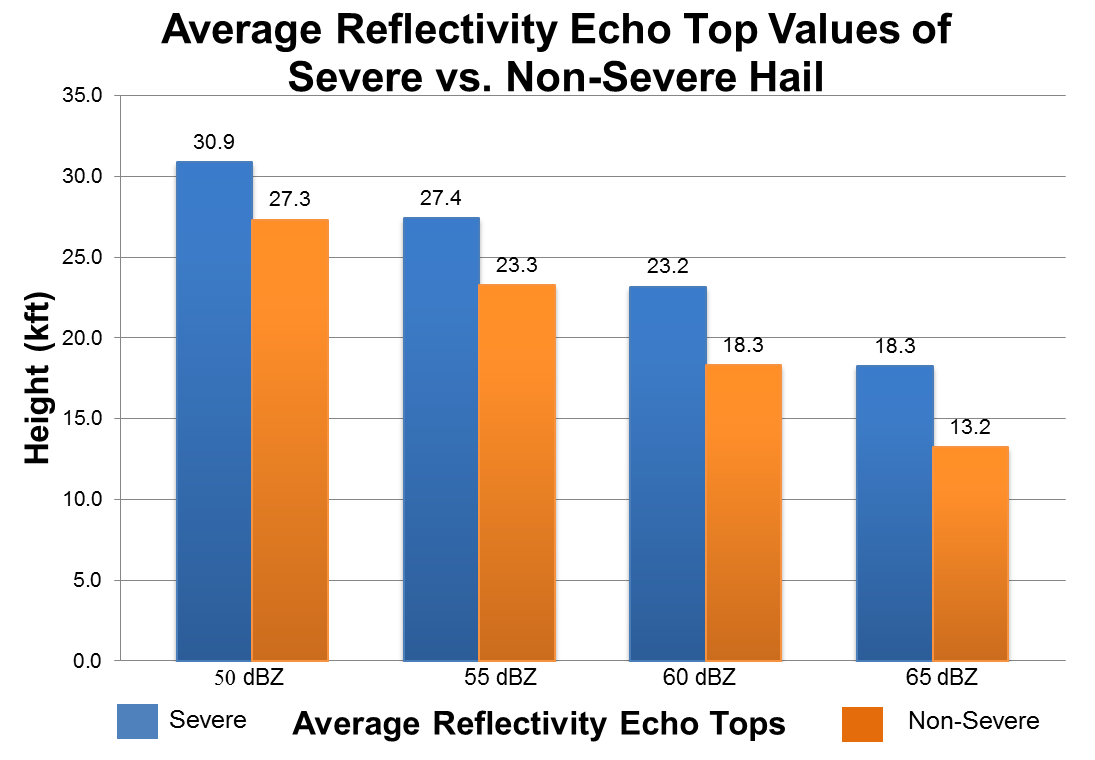 Average Reflectivity Echo Top Values of
Severe vs. Non-Severe Hail
35.0
30.0
25.0
20.0
15.0
10.0
5.0
0.0
Height (kft)
30.9
27.3
27.4
23.3
23.2
18.3
18.3
13.2
50 dBZ
55 dBZ
60 dBZ
65 dBZ
Severe
Average Reflectivity Echo Tops
Non-Severe